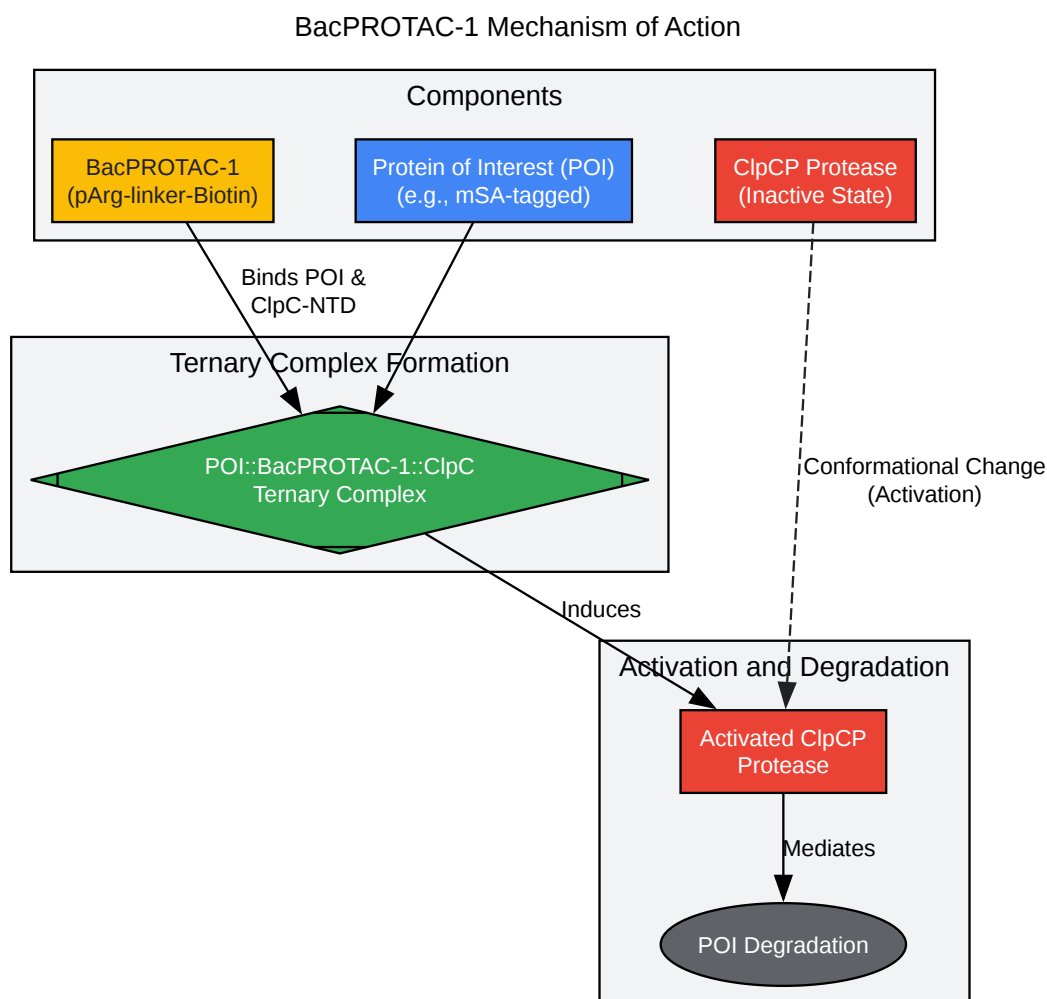 BacPROTAC-1 Mechanism of Action
Components
BacPROTAC-1
(pArg-linker-Biotin)
Protein of Interest (POI)
(e.g., mSA-tagged)
ClpCP Protease
(Inactive State)
Binds POI &
ClpC-NTD
Ternary Complex Formation
POI::BacPROTAC-1::ClpC
Ternary Complex
Conformational Change
(Activation)
Induces
Activation and Degradation
Activated ClpCP
Protease
Mediates
POI Degradation